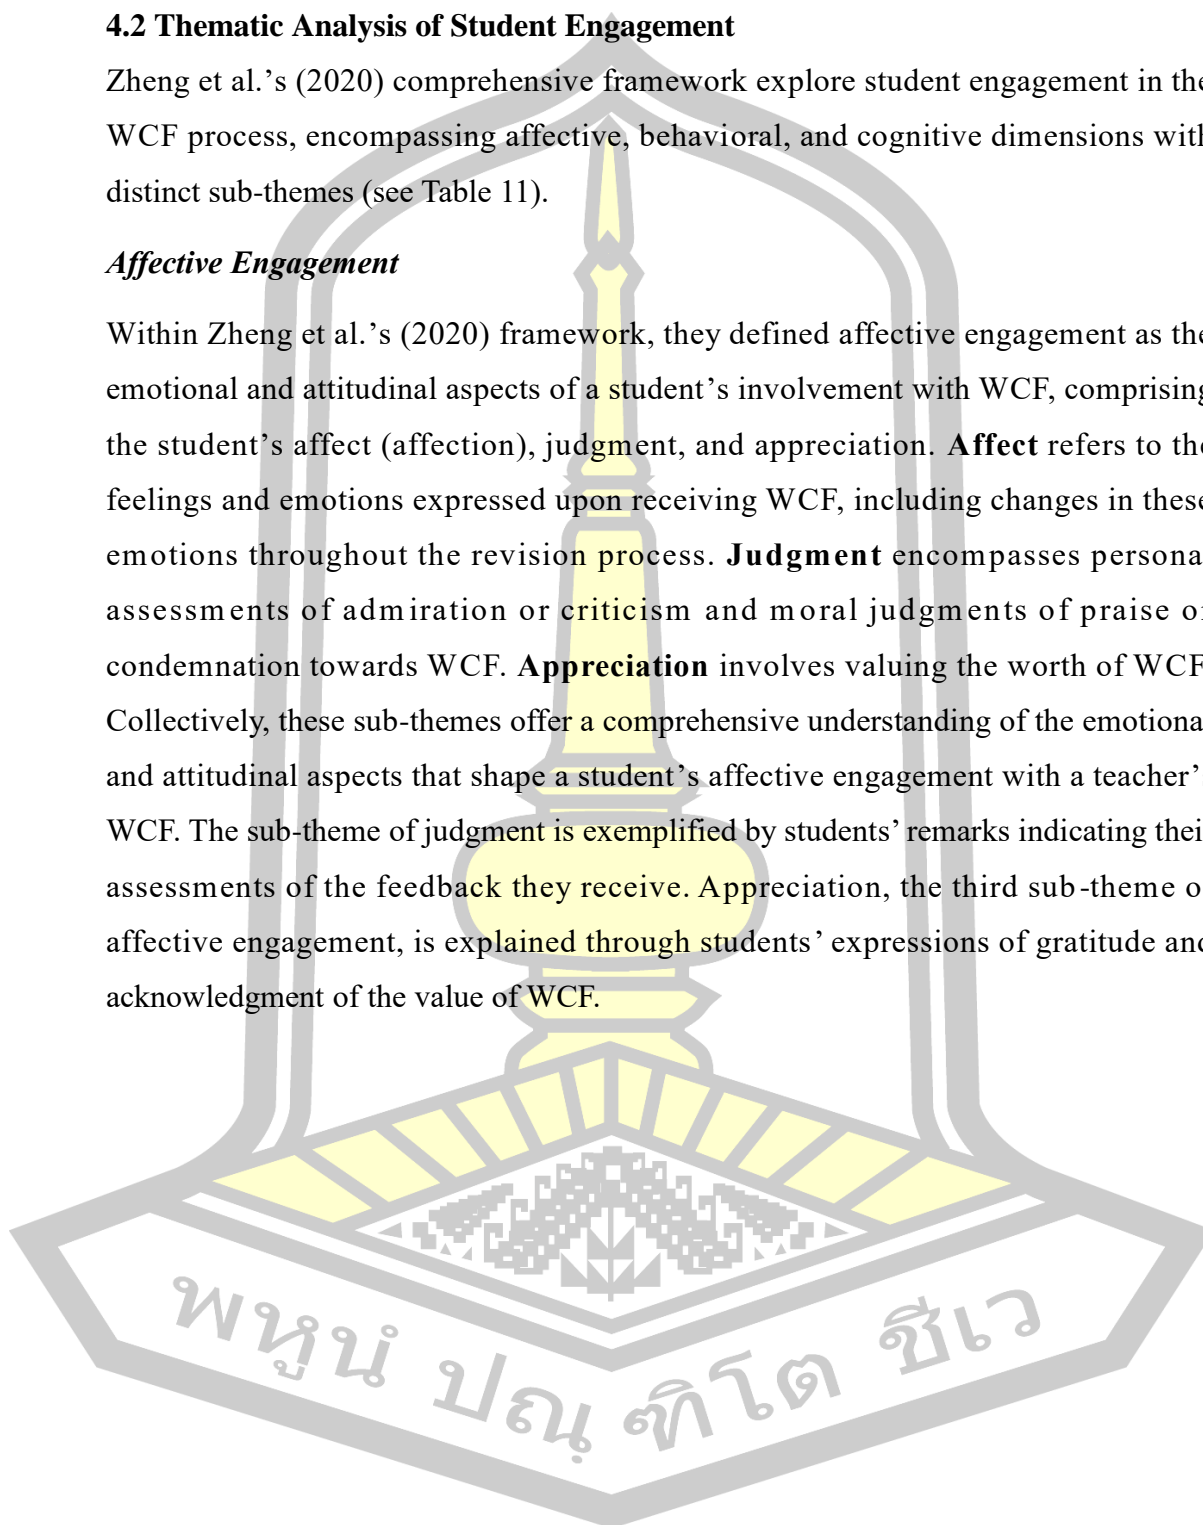 4.2 Thematic Analysis of Student Engagement
Zheng et al.’s (2020) comprehensive framework explore student engagement in the
WCF process, encompassing affective, behavioral, and cognitive dimensions with
distinct sub-themes (see Table 11).
Affective Engagement
Within Zheng et al.’s (2020) framework, they defined affective engagement as the
emotional and attitudinal aspects of a student’s involvement with WCF, comprising
the student’s affect (affection), judgment, and appreciation. Affect refers to the
feelings and emotions expressed upon receiving WCF, including changes in these
emotions throughout the revision process. Judgment encompasses persona
assessments of admiration or criticism and moral judgments of praise or
condemnation towards WCF. Appreciation involves valuing the worth of WCF
Collectively, these sub-themes offer a comprehensive understanding of the emotiona
and attitudinal aspects that shape a student’s affective engagement with a teacher’
WCF. The sub-theme of judgment is exemplified by students’ remarks indicating thei
assessments of the feedback they receive. Appreciation, the third sub-theme o
affective engagement, is explained through students’ expressions of gratitude and
acknowledgment of the value of WCF.
พหูนํ ปณฺฑิโต ชีเว